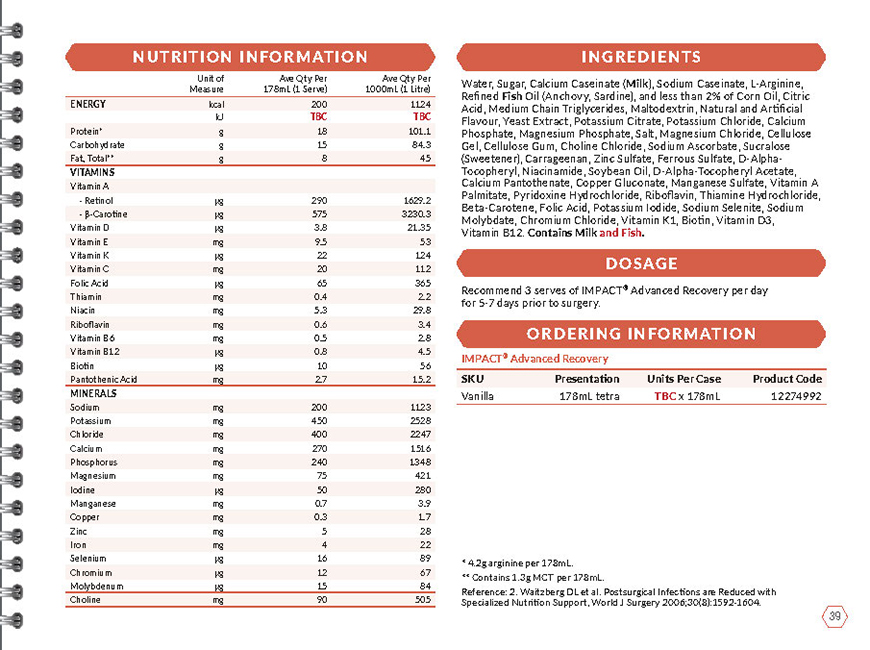 NUTRITION INFORMATION
Unit of Measure Ave Qty Per 178mL (1 Serve) Ave Qty Per 1000mL (1 Litre)
ENERGY kcal 200 1124
kJ TBC TBC
Protein* g 18 101.1
Carbohydrate g 15 84.3
Fat, Total** g 8 45
VITAMINS
Vitamin A
- Retinol µg 290 1629.2
- β-Carotine µg 575 3230.3
Vitamin D µg 3.8 21.35
Vitamin E mg 9.5 53
Vitamin K µg 22 124
Vitamin C mg 20 112
Folic Acid µg 65 365
Thiamin mg 0.4 2.2
Niacin mg 5.3 29.8
Riboflavin mg 0.6 3.4
Vitamin B6 mg 0.5 2.8
Vitamin B12 µg 0.8 4.5
Biotin µg 10 56
Pantothenic Acid mg 2.7 15.2
MINERALS
Sodium mg 200 1123
Potassium mg 450 2528
Chloride mg 400 2247
Calcium mg 270 1516
Phosphorus mg 240 1348
Magnesium mg 75 421
Iodine µg 50 280
Manganese mg 0.7 3.9
Copper mg 0.3 1.7
Zinc mg 5 28
Iron mg 4 22
Selenium µg 16 89
Chromium µg 12 67
Molybdenum µg 15 84
Choline mg 90 505
INGREDIENTS
Water, Sugar, Calcium Caseinate (Milk), Sodium Caseinate, L-Arginine,
Refined Fish Oil (Anchovy, Sardine), and less than 2% of Corn Oil, Citric
Acid, Medium Chain Triglycerides, Maltodextrin, Natural and Artificial
Flavour, Yeast Extract, Potassium Citrate, Potassium Chloride, Calcium
Phosphate, Magnesium Phosphate, Salt, Magnesium Chloride, Cellulose
Gel, Cellulose Gum, Choline Chloride, Sodium Ascorbate, Sucralose
(Sweetener), Carrageenan, Zinc Sulfate, Ferrous Sulfate, D-Alpha-
Tocopheryl, Niacinamide, Soybean Oil, D-Alpha-Tocopheryl Acetate,
Calcium Pantothenate, Copper Gluconate, Manganese Sulfate, Vitamin A
Palmitate, Pyridoxine Hydrochloride, Riboflavin, Thiamine Hydrochloride,
Beta-Carotene, Folic Acid, Potassium Iodide, Sodium Selenite, Sodium
Molybdate, Chromium Chloride, Vitamin K1, Biotin, Vitamin D3,
Vitamin B12. Contains Milk and Fish.
DOSAGE
Recommend 3 serves of IMPACT® Advanced Recovery per day
for 5-7 days prior to surgery.
ORDERING INFORMATION
IMPACT® Advanced Recovery
SKU Presentation Units Per Case Product Code
Vanilla 178mL tetra TBC x 178mL 12274992
* 4.2g arginine per 178mL.
** Contains 1.3g MCT per 178mL.
Reference: 2. Waitzberg DL et al. Postsurgical Infections are Reduced with
Specialized Nutrition Support, World J Surgery 2006;30(8):1592-1604.
39